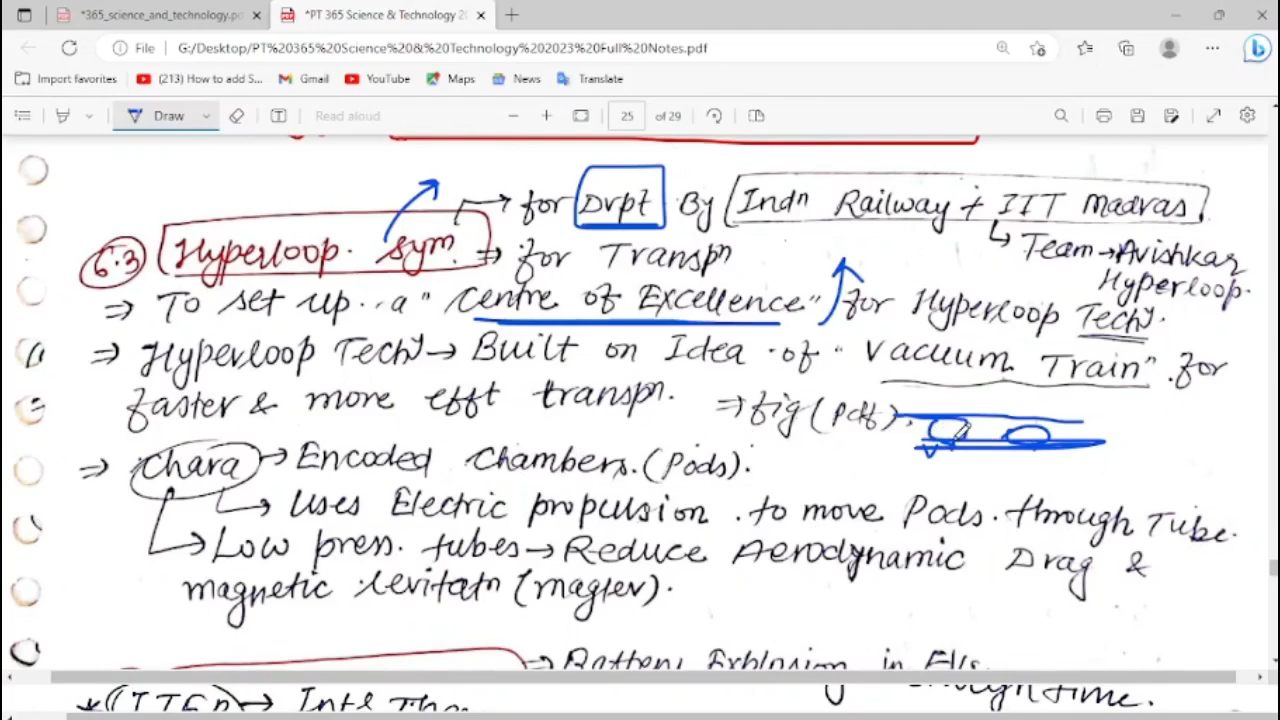 *365_science_and_technology.po
*PT 365 Science & Technology 20
File G:/Desktop/PT%20365%20Science%20&%20Technology%202023%20Full%20Notes.pdf
Import favorites (213) How to add S... Gmail YouTube Maps News Translate
Draw Read aloud 25 of 29
→ for Dvpt By Indn Railway + IIT Madras
6.3 Hyperloop. sym. ⇒ for Transpn
↳ Team → Avishkar Hyperloop.
⇒ To set up.. a "Centre of Excellence" for Hyperloop Techy.
⇒ Hyperloop Techy → Built on Idea of "Vacuum Train" for
faster & more efft transpn. ⇒ fig (Pdf).
⇒ Chara → Encoded Chambers. (Pods).
↳ Uses Electric propulsion . to move Pods. through Tube.
↳ Low press. tubes → Reduce Aerodynamic Drag &
magnetic levitatn (maglev).
⇒ Battery Explosion in EVs.